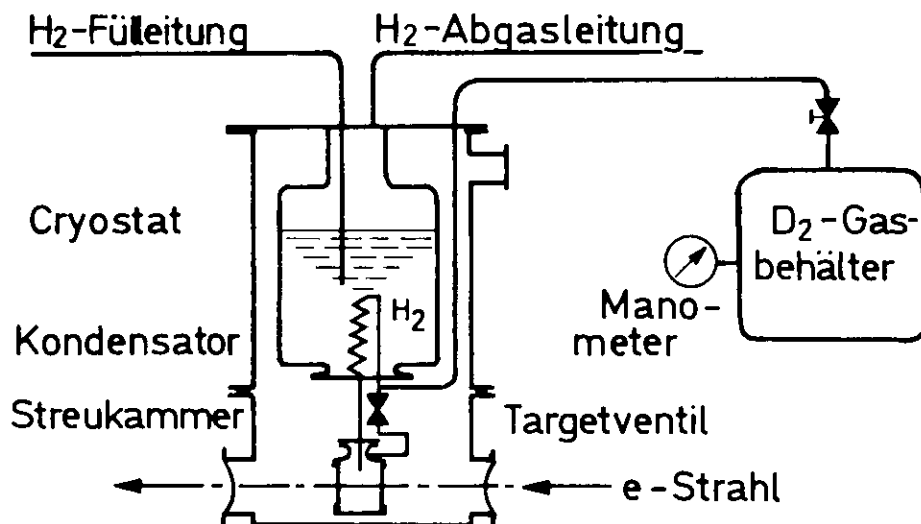 H₂-Fülleitung
H₂-Abgasleitung
Cryostat
D₂-Gas-
behälter
H₂
Mano-
meter
Kondensator
Streukammer
Targetventil
e-Strahl